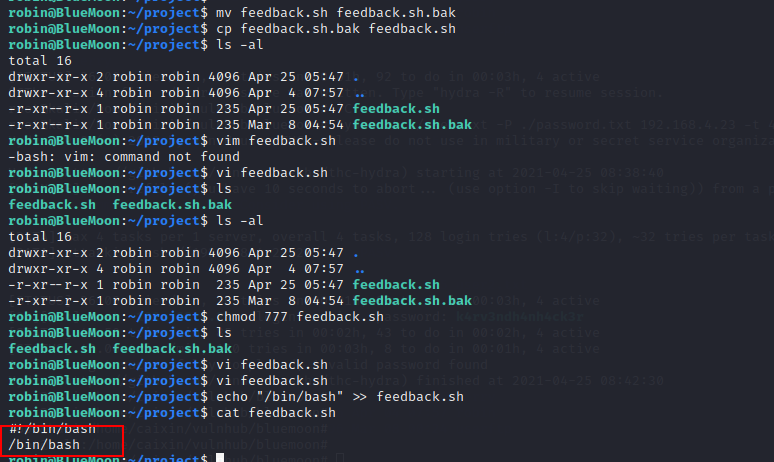 robin@BlueMoon:~/project$ mv feedback.sh feedback.sh.bak
robin@BlueMoon:~/project$ cp feedback.sh.bak feedback.sh
robin@BlueMoon:~/project$ ls -al
total 16
drwxr-xr-x 2 robin robin 4096 Apr 25 05:47 .
drwxr-xr-x 4 robin robin 4096 Apr  4 07:57 ..
-r-xr--r-x 1 robin robin  235 Apr 25 05:47 feedback.sh
-r-xr--r-x 1 robin robin  235 Mar  8 04:54 feedback.sh.bak
robin@BlueMoon:~/project$ vim feedback.sh
-bash: vim: command not found
robin@BlueMoon:~/project$ vi feedback.sh
robin@BlueMoon:~/project$ ls
feedback.sh  feedback.sh.bak
robin@BlueMoon:~/project$ ls -al
total 16
drwxr-xr-x 2 robin robin 4096 Apr 25 05:47 .
drwxr-xr-x 4 robin robin 4096 Apr  4 07:57 ..
-r-xr--r-x 1 robin robin  235 Apr 25 05:47 feedback.sh
-r-xr--r-x 1 robin robin  235 Mar  8 04:54 feedback.sh.bak
robin@BlueMoon:~/project$ chmod 777 feedback.sh
robin@BlueMoon:~/project$ ls
feedback.sh  feedback.sh.bak
robin@BlueMoon:~/project$ vi feedback.sh
robin@BlueMoon:~/project$ vi feedback.sh
robin@BlueMoon:~/project$ echo "/bin/bash" >> feedback.sh
robin@BlueMoon:~/project$ cat feedback.sh
#!/bin/bash
/bin/bash
robin@BlueMoon:~/project$